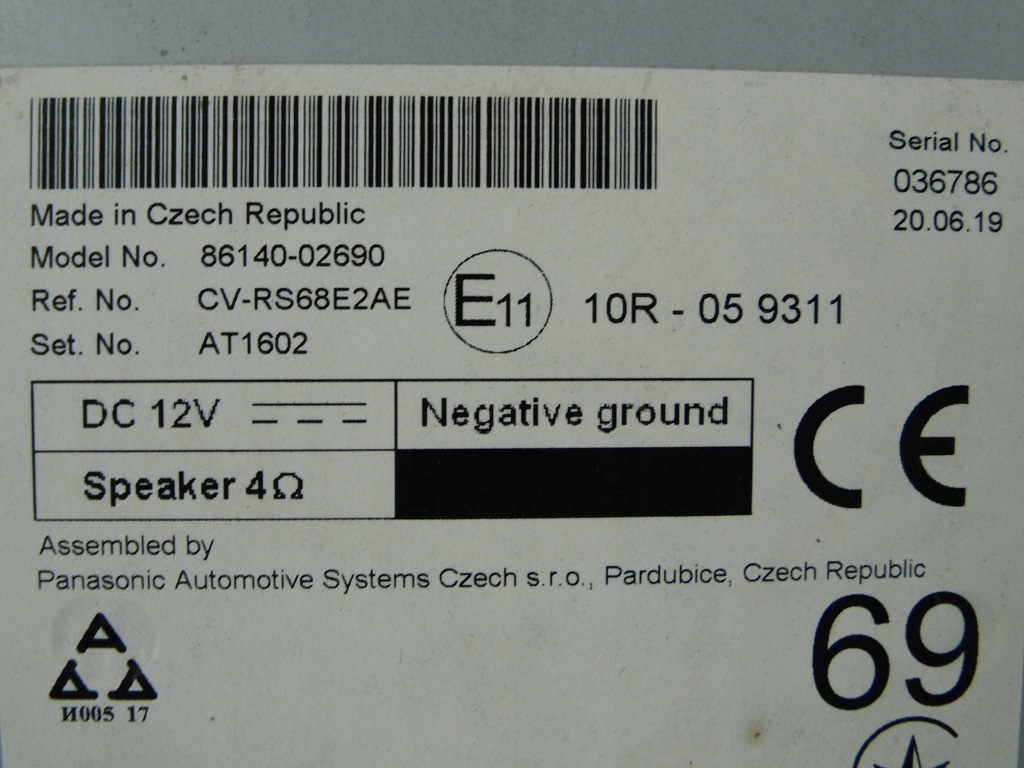 Serial No.
036786
20.06.19
Made in Czech Republic
Model No. 86140-02690
Ref. No. CV-RS68E2AE
Set. No. AT1602
E11 10R - 05 9311
DC 12V
Negative ground
Speaker 4Ω
CE
Assembled by
Panasonic Automotive Systems Czech s.r.o., Pardubice, Czech Republic
И005 17
69